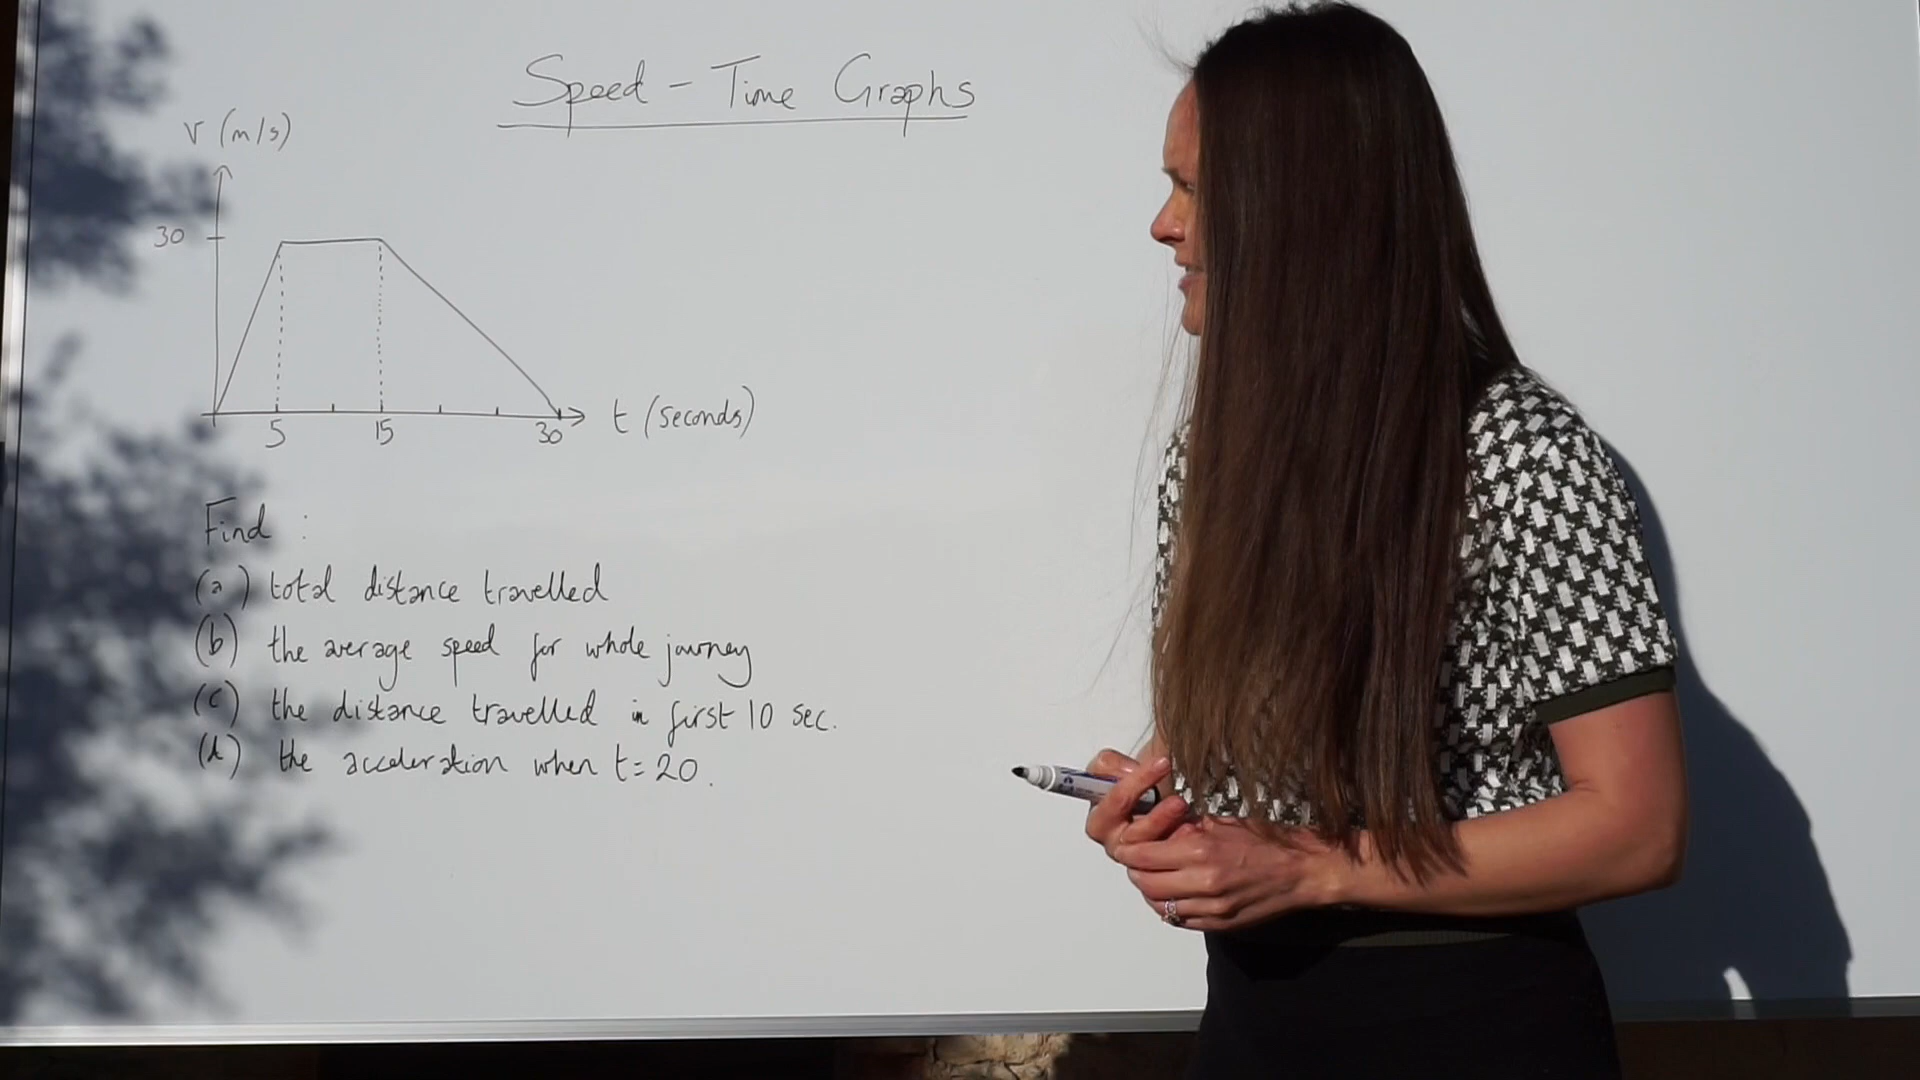 Speed - Time Graphs
v (m/s)
30
5 15 30 t (seconds)
Find :
(a) total distance travelled
(b) the average speed for whole journey
(c) the distance travelled in first 10 sec.
(d) the acceleration when t = 20.